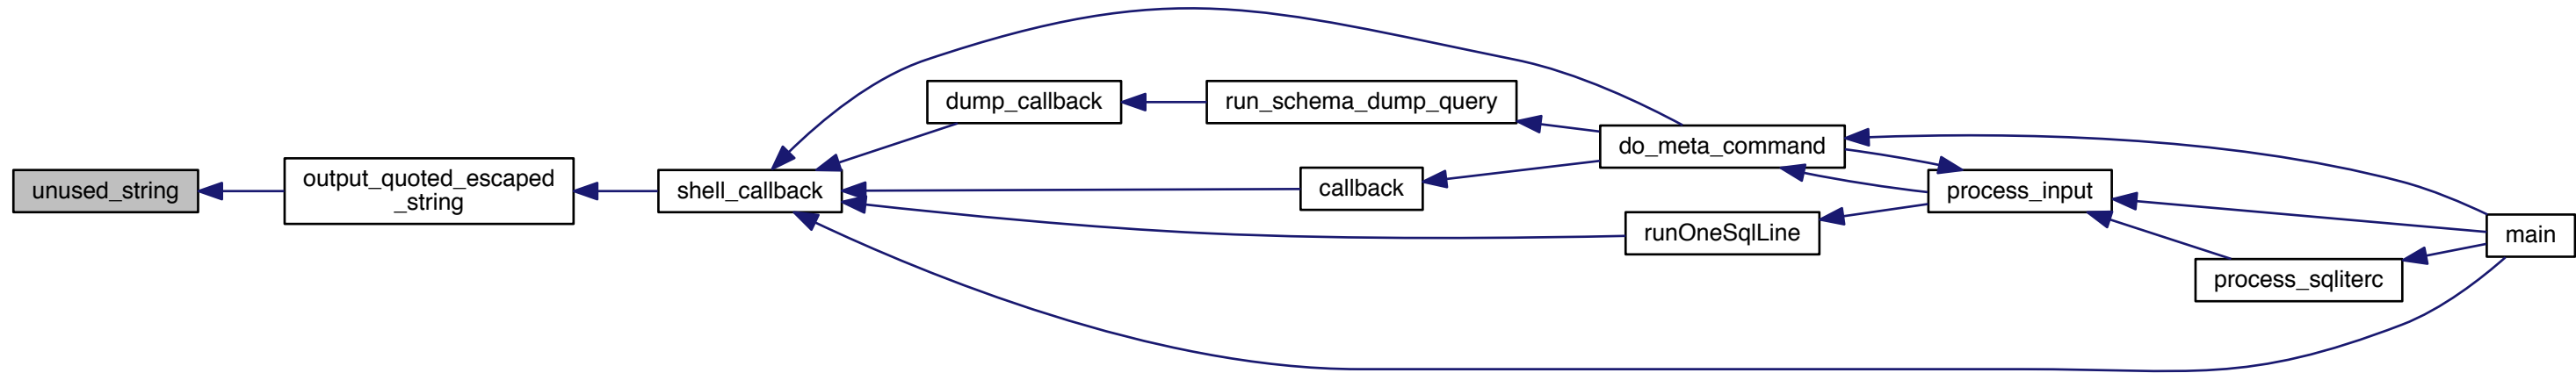 unused_string
output_quoted_escaped
_string
shell_callback
dump_callback
run_schema_dump_query
callback
do_meta_command
runOneSqlLine
process_input
process_sqliterc
main